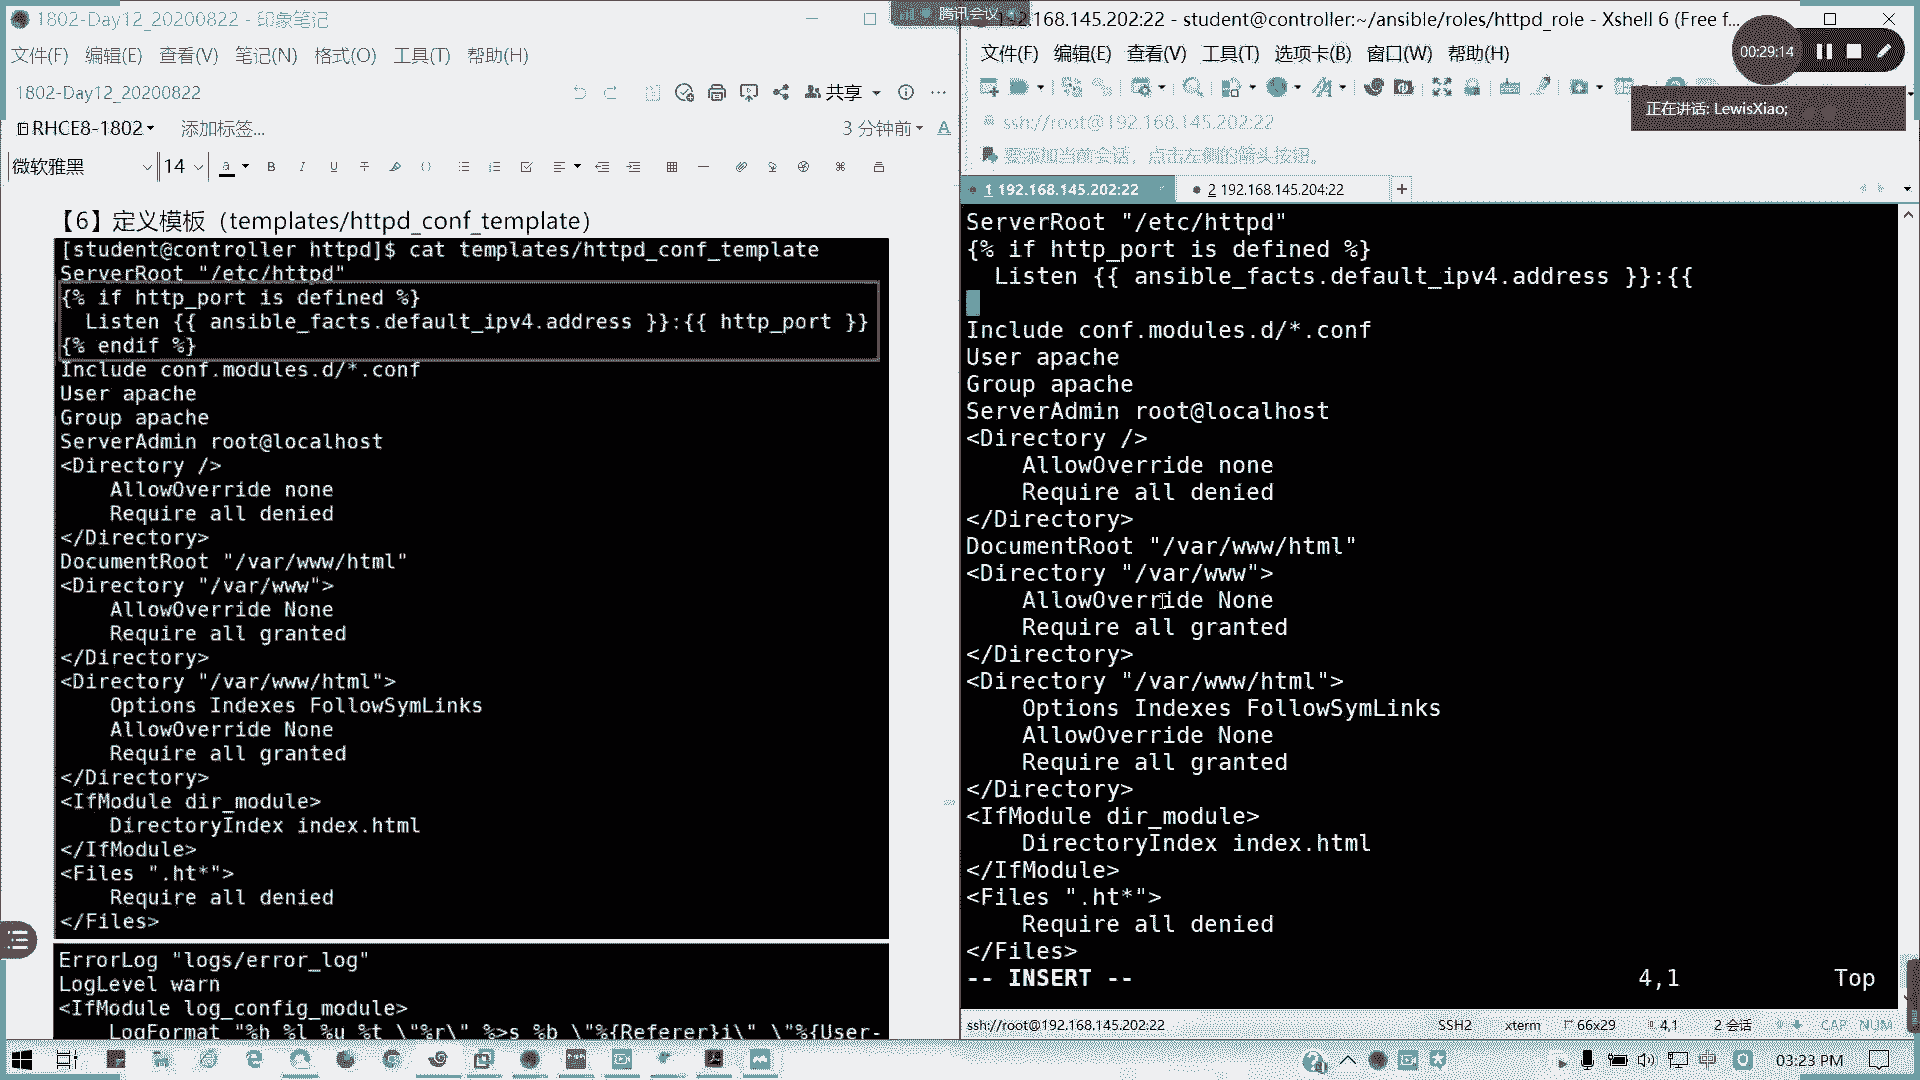 1802-Day12_20200822 - 印象笔记
文件(F) 编辑(E) 查看(V) 笔记(N) 格式(O) 工具(T) 帮助(H)
1802-Day12_20200822
共享
RHCE8-1802
添加标签...
3 分钟前
微软雅黑
14
【6】定义模板（templates/httpd_conf_template）
[student@controller httpd]$ cat templates/httpd_conf_template
ServerRoot "/etc/httpd"
{% if http_port is defined %}
  Listen {{ ansible_facts.default_ipv4.address }}:{{ http_port }}
{% endif %}
Include conf.modules.d/*.conf
User apache
Group apache
ServerAdmin root@localhost
<Directory />
    AllowOverride none
    Require all denied
</Directory>
DocumentRoot "/var/www/html"
<Directory "/var/www">
    AllowOverride None
    Require all granted
</Directory>
<Directory "/var/www/html">
    Options Indexes FollowSymLinks
    AllowOverride None
    Require all granted
</Directory>
<IfModule dir_module>
    DirectoryIndex index.html
</IfModule>
<Files ".ht*">
    Require all denied
</Files>
ErrorLog "logs/error_log"
LogLevel warn
<IfModule log_config_module>
    LogFormat "%h %l %u %t \"%r\" %>s %b \"%{Referer}i\" \"%{User-
腾讯会议
.168.145.202:22 - student@controller:~/ansible/roles/httpd_role - Xshell 6 (Free f...
文件(F) 编辑(E) 查看(V) 工具(T) 选项卡(B) 窗口(W) 帮助(H)
00:29:14
正在讲话: LewisXiao;
ssh://root@192.168.145.202:22
要添加当前会话，点击左侧的箭头按钮。
1 192.168.145.202:22
2 192.168.145.204:22
ServerRoot "/etc/httpd"
{% if http_port is defined %}
  Listen {{ ansible_facts.default_ipv4.address }}:{{
Include conf.modules.d/*.conf
User apache
Group apache
ServerAdmin root@localhost
<Directory />
    AllowOverride none
    Require all denied
</Directory>
DocumentRoot "/var/www/html"
<Directory "/var/www">
    AllowOverride None
    Require all granted
</Directory>
<Directory "/var/www/html">
    Options Indexes FollowSymLinks
    AllowOverride None
    Require all granted
</Directory>
<IfModule dir_module>
    DirectoryIndex index.html
</IfModule>
<Files ".ht*">
    Require all denied
</Files>
-- INSERT -- 4,1 Top
ssh://root@192.168.145.202:22 SSH2 xterm 66x29 4,1 2 会话 CAP NUM
中
03:23 PM